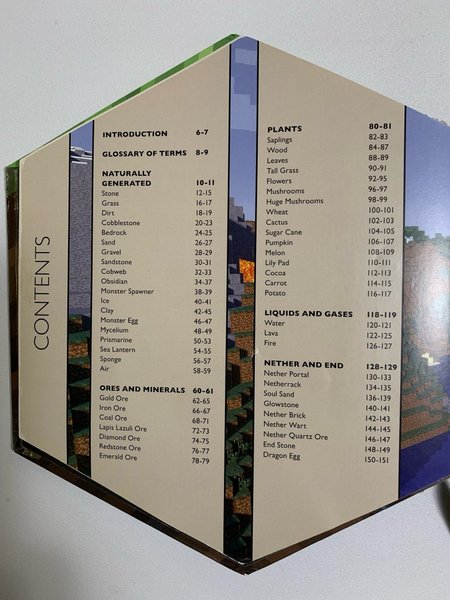 CONTENTS
INTRODUCTION 6-7
GLOSSARY OF TERMS 8-9
NATURALLY
GENERATED 10-11
Stone 12-15
Grass 16-17
Dirt 18-19
Cobblestone 20-23
Bedrock 24-25
Sand 26-27
Gravel 28-29
Sandstone 30-31
Cobweb 32-33
Obsidian 34-37
Monster Spawner 38-39
Ice 40-41
Clay 42-45
Monster Egg 46-47
Mycelium 48-49
Prismarine 50-53
Sea Lantern 54-55
Sponge 56-57
Air 58-59
ORES AND MINERALS 60-61
Gold Ore 62-65
Iron Ore 66-67
Coal Ore 68-71
Lapis Lazuli Ore 72-73
Diamond Ore 74-75
Redstone Ore 76-77
Emerald Ore 78-79
PLANTS 80-81
Saplings 82-83
Wood 84-87
Leaves 88-89
Tall Grass 90-91
Flowers 92-95
Mushrooms 96-97
Huge Mushrooms 98-99
Wheat 100-101
Cactus 102-103
Sugar Cane 104-105
Pumpkin 106-107
Melon 108-109
Lily Pad 110-111
Cocoa 112-113
Carrot 114-115
Potato 116-117
LIQUIDS AND GASES 118-119
Water 120-121
Lava 122-125
Fire 126-127
NETHER AND END 128-129
Nether Portal 130-133
Netherrack 134-135
Soul Sand 136-139
Glowstone 140-141
Nether Brick 142-143
Nether Wart 144-145
Nether Quartz Ore 146-147
End Stone 148-149
Dragon Egg 150-151